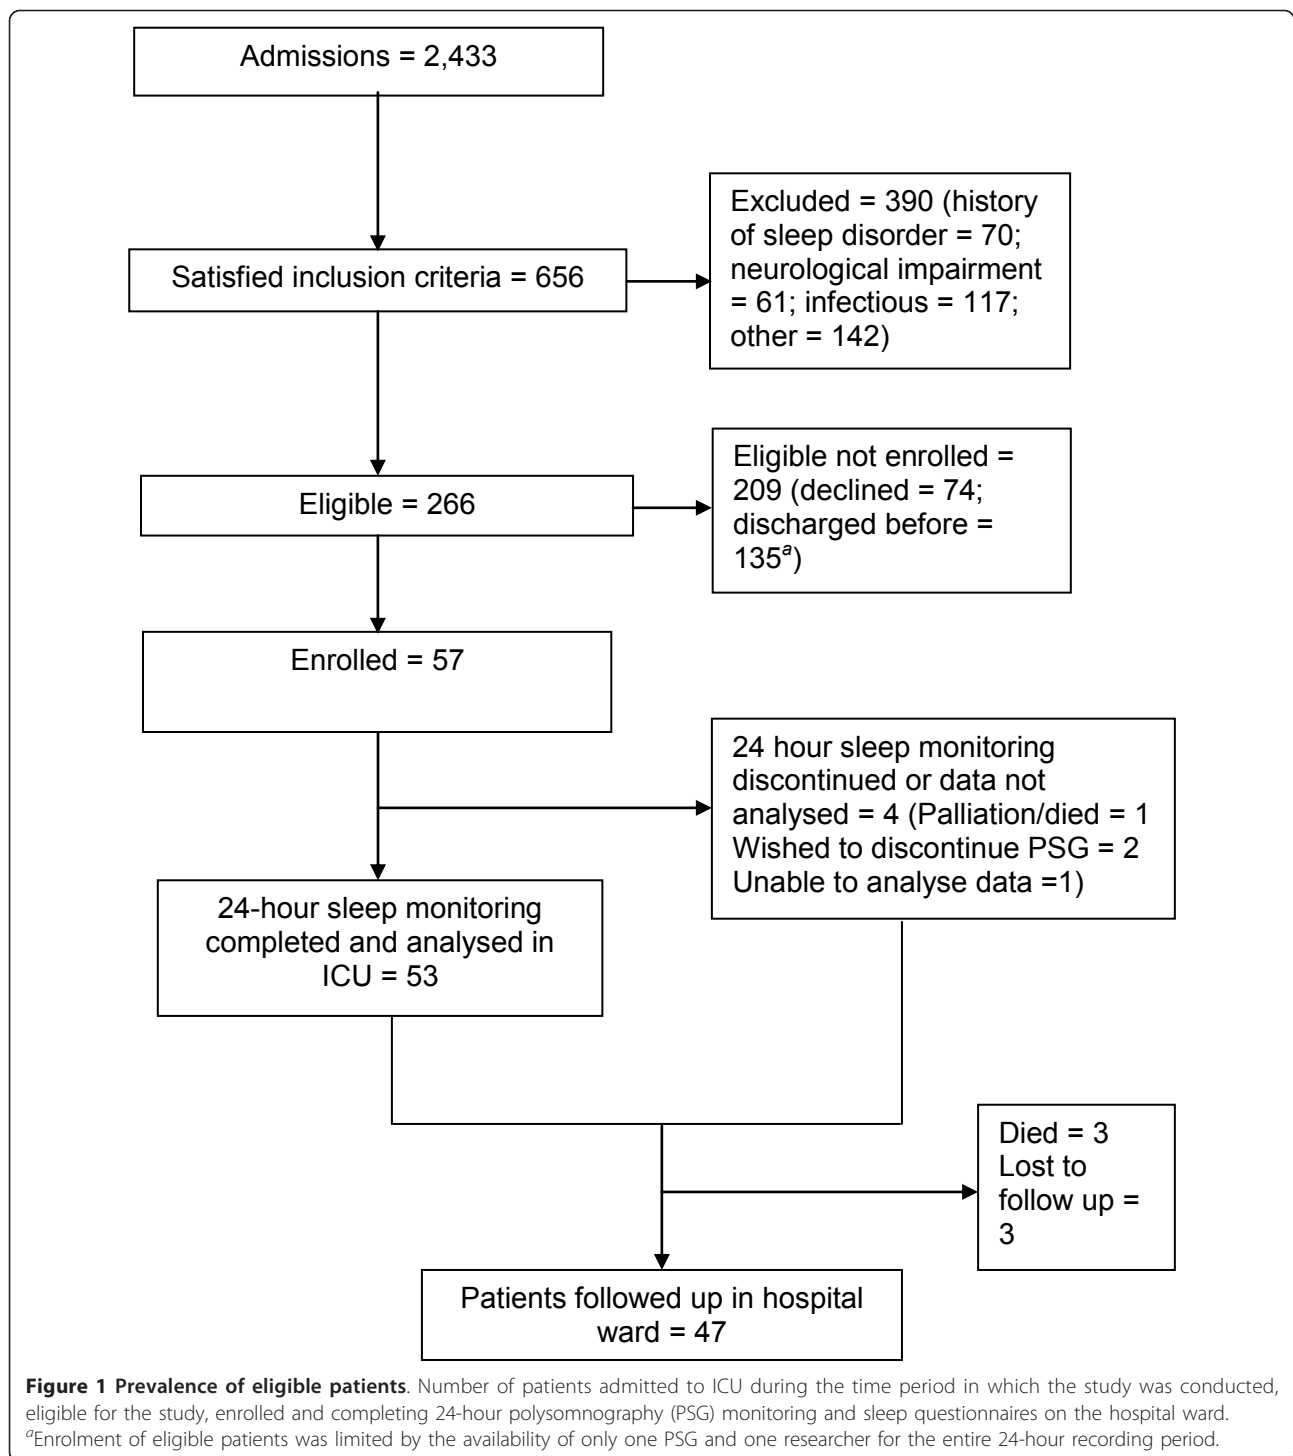 Admissions = 2,433
Excluded = 390 (history
of sleep disorder = 70;
neurological impairment
= 61; infectious = 117;
other = 142)
Satisfied inclusion criteria = 656
Eligible not enrolled =
209 (declined = 74;
discharged before =
135a)
Eligible = 266
Enrolled = 57
24 hour sleep monitoring
discontinued or data not
analysed = 4 (Palliation/died = 1
Wished to discontinue PSG = 2
Unable to analyse data =1)
24-hour sleep monitoring
completed and analysed in
ICU = 53
Died = 3
Lost to
follow up =
3
Patients followed up in hospital
ward = 47
Figure 1 Prevalence of eligible patients. Number of patients admitted to ICU during the time period in which the study was conducted,
eligible for the study, enrolled and completing 24-hour polysomnography (PSG) monitoring and sleep questionnaires on the hospital ward.
aEnrolment of eligible patients was limited by the availability of only one PSG and one researcher for the entire 24-hour recording period.